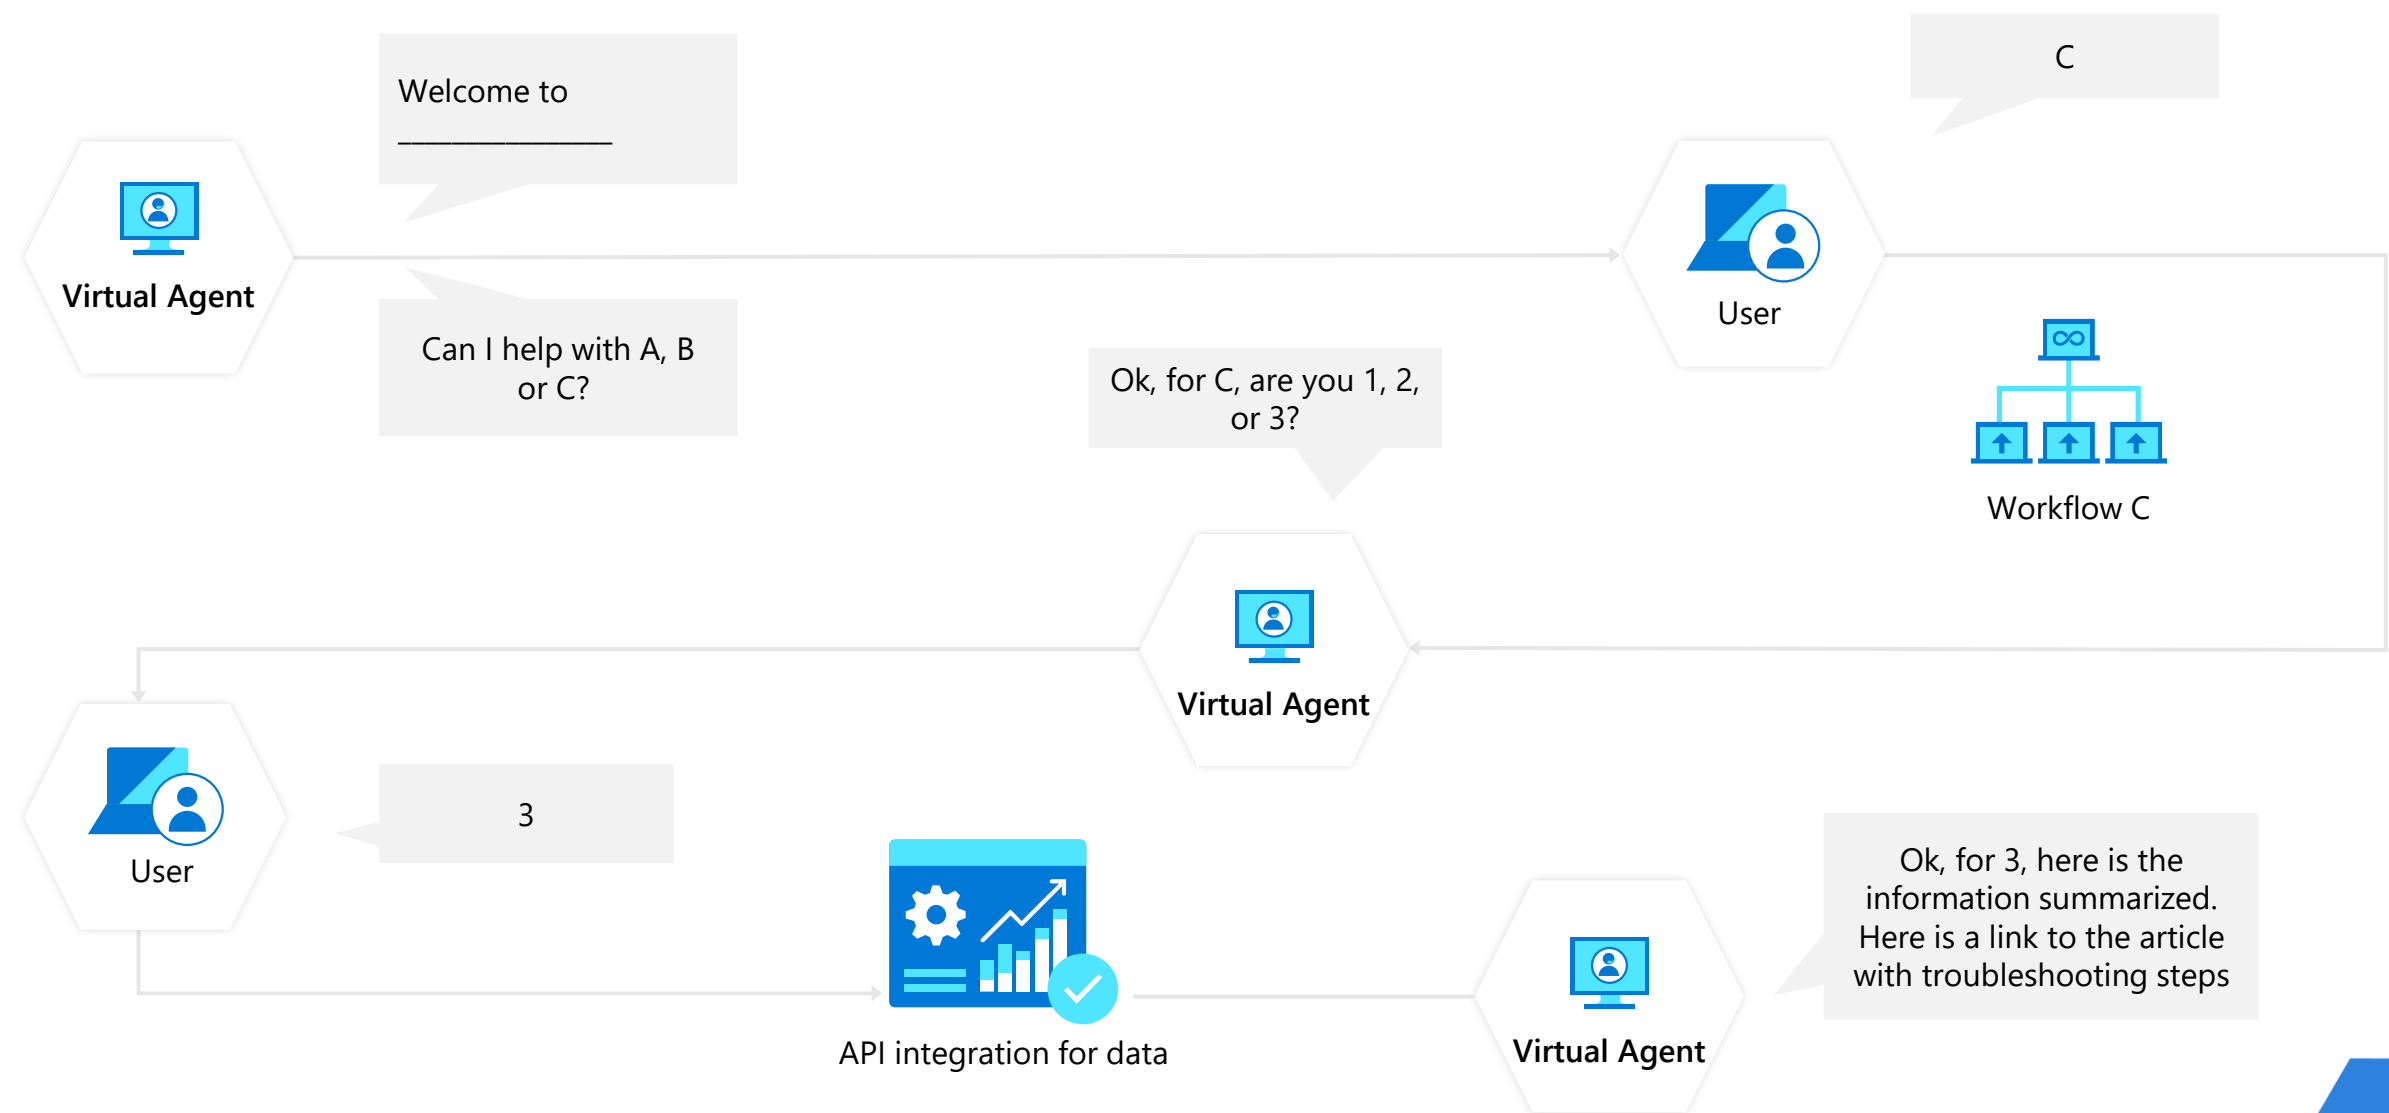 Welcome to
________________
C
Virtual Agent
User
Can I help with A, B
or C?
Ok, for C, are you 1, 2,
or 3?
Workflow C
Virtual Agent
User
3
API integration for data
Virtual Agent
Ok, for 3, here is the
information summarized.
Here is a link to the article
with troubleshooting steps